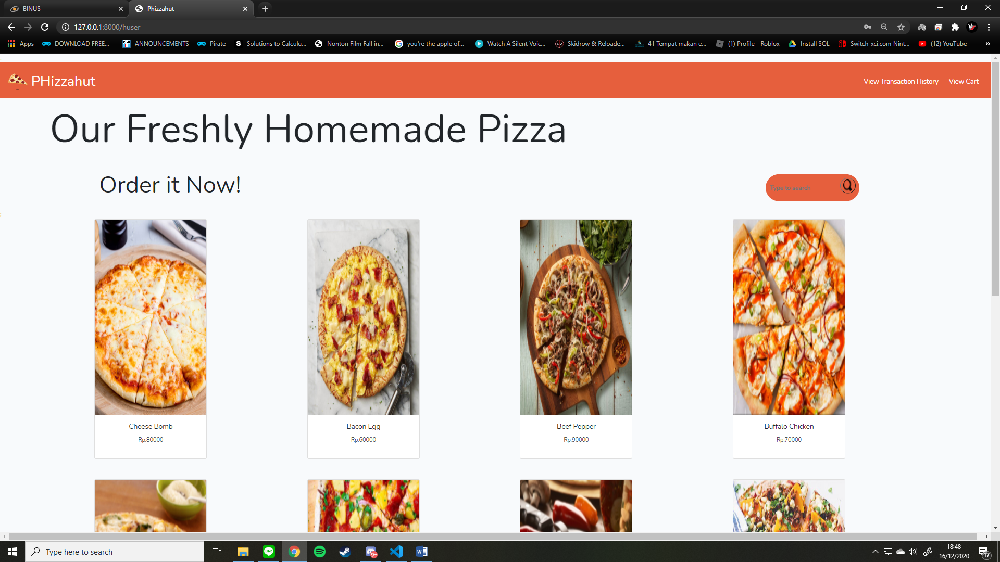 BINUS
Phizzahut
127.0.0.1:8000/huser
Apps
DOWNLOAD FREE...
ANNOUNCEMENTS
Pirate
Solutions to Calculu...
Nonton Film Fall in...
you're the apple of...
Watch A Silent Voic...
Skidrow & Reloade...
41 Tempat makan e...
(1) Profile - Roblox
Install SQL
Switch-xci.com Nint...
(12) YouTube
»
;
PHizzahut
View Transaction History
View Cart
Our Freshly Homemade Pizza
Order it Now!
Type to search
;
Cheese Bomb
Rp.80000
Bacon Egg
Rp.60000
Beef Pepper
Rp.90000
Buffalo Chicken
Rp.70000
Type here to search
LINE
9+
W
18:48
16/12/2020
17